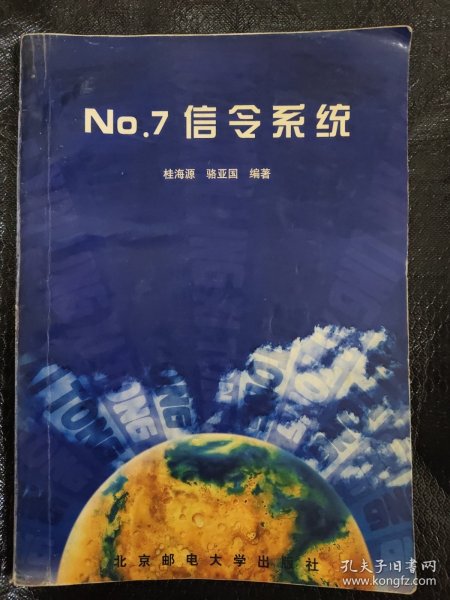 No.7 信令系统
桂海源 骆亚国 编著
北京邮电大学出版社
孔夫子旧书网
www.kongfz.com